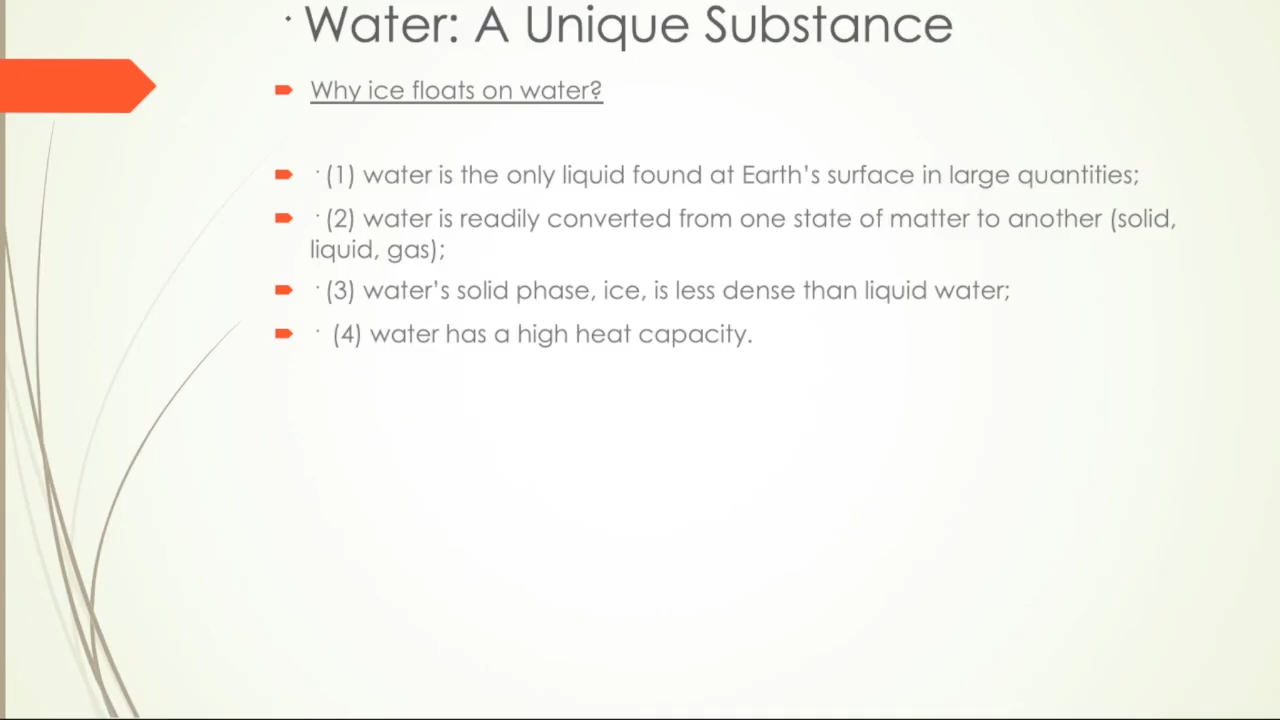 · Water: A Unique Substance
Why ice floats on water?
· (1) water is the only liquid found at Earth’s surface in large quantities;
· (2) water is readily converted from one state of matter to another (solid,
liquid, gas);
· (3) water’s solid phase, ice, is less dense than liquid water;
· (4) water has a high heat capacity.